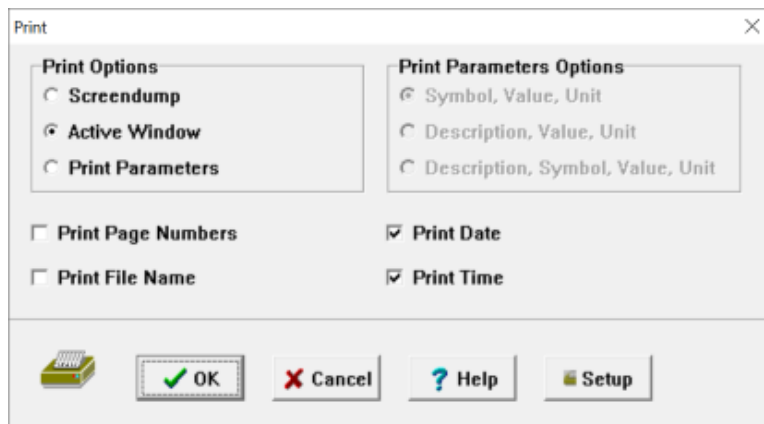 Print
Print Options
Screendump
Active Window
Print Parameters
Print Parameters Options
Symbol, Value, Unit
Description, Value, Unit
Description, Symbol, Value, Unit
Print Page Numbers
Print Date
Print File Name
Print Time
OK
Cancel
? Help
Setup